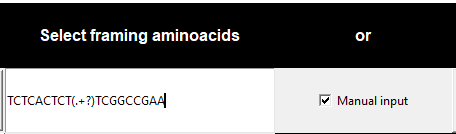 Select framing aminoacids or
TCTCACTCT(.+?)TCGGCCGAA Manual input